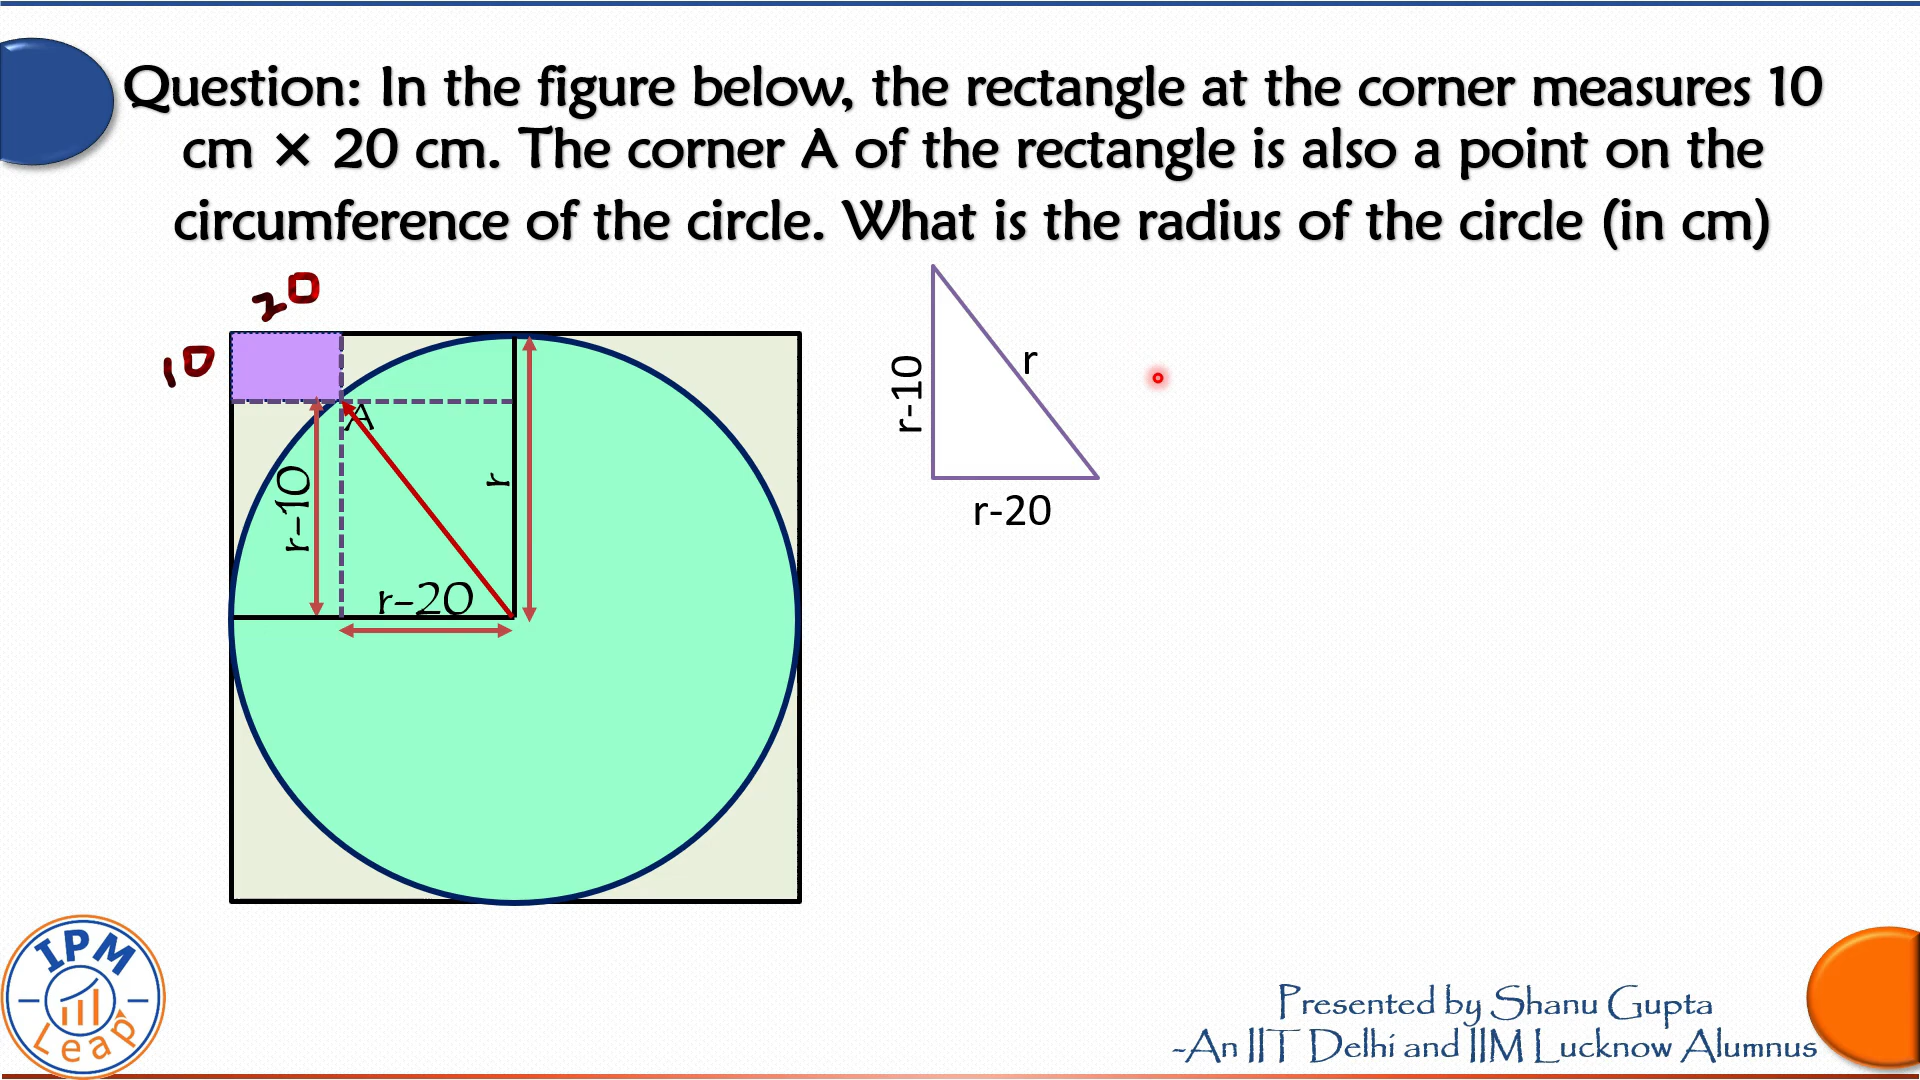 Question: In the figure below, the rectangle at the corner measures 10
cm × 20 cm. The corner A of the rectangle is also a point on the
circumference of the circle. What is the radius of the circle (in cm)
20
10
A
r-10
r
r-20
r-10
r
r-20
IPM
Leap
Presented by Shanu Gupta
-An IIT Delhi and IIM Lucknow Alumnus